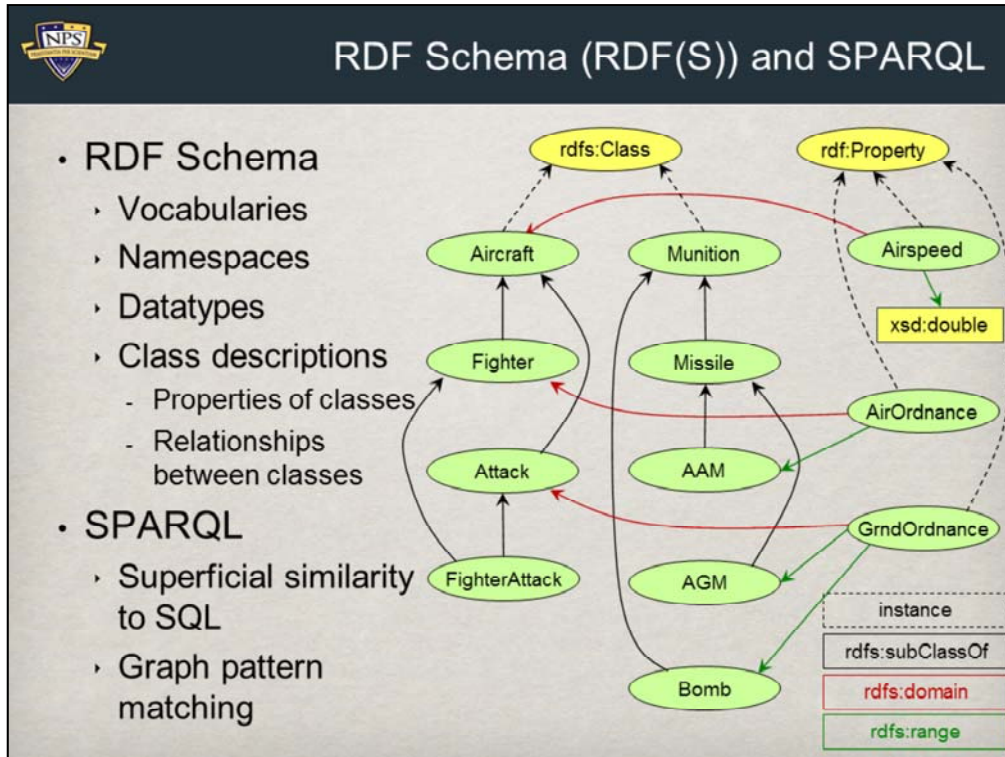 NPS
RDF Schema (RDF(S)) and SPARQL
• RDF Schema
‣ Vocabularies
‣ Namespaces
‣ Datatypes
‣ Class descriptions
- Properties of classes
- Relationships
between classes
• SPARQL
‣ Superficial similarity
to SQL
‣ Graph pattern
matching
rdfs:Class
rdf:Property
Aircraft
Munition
Airspeed
xsd:double
Fighter
Missile
AirOrdnance
Attack
AAM
GrndOrdnance
FighterAttack
AGM
Bomb
instance
rdfs:subClassOf
rdfs:domain
rdfs:range